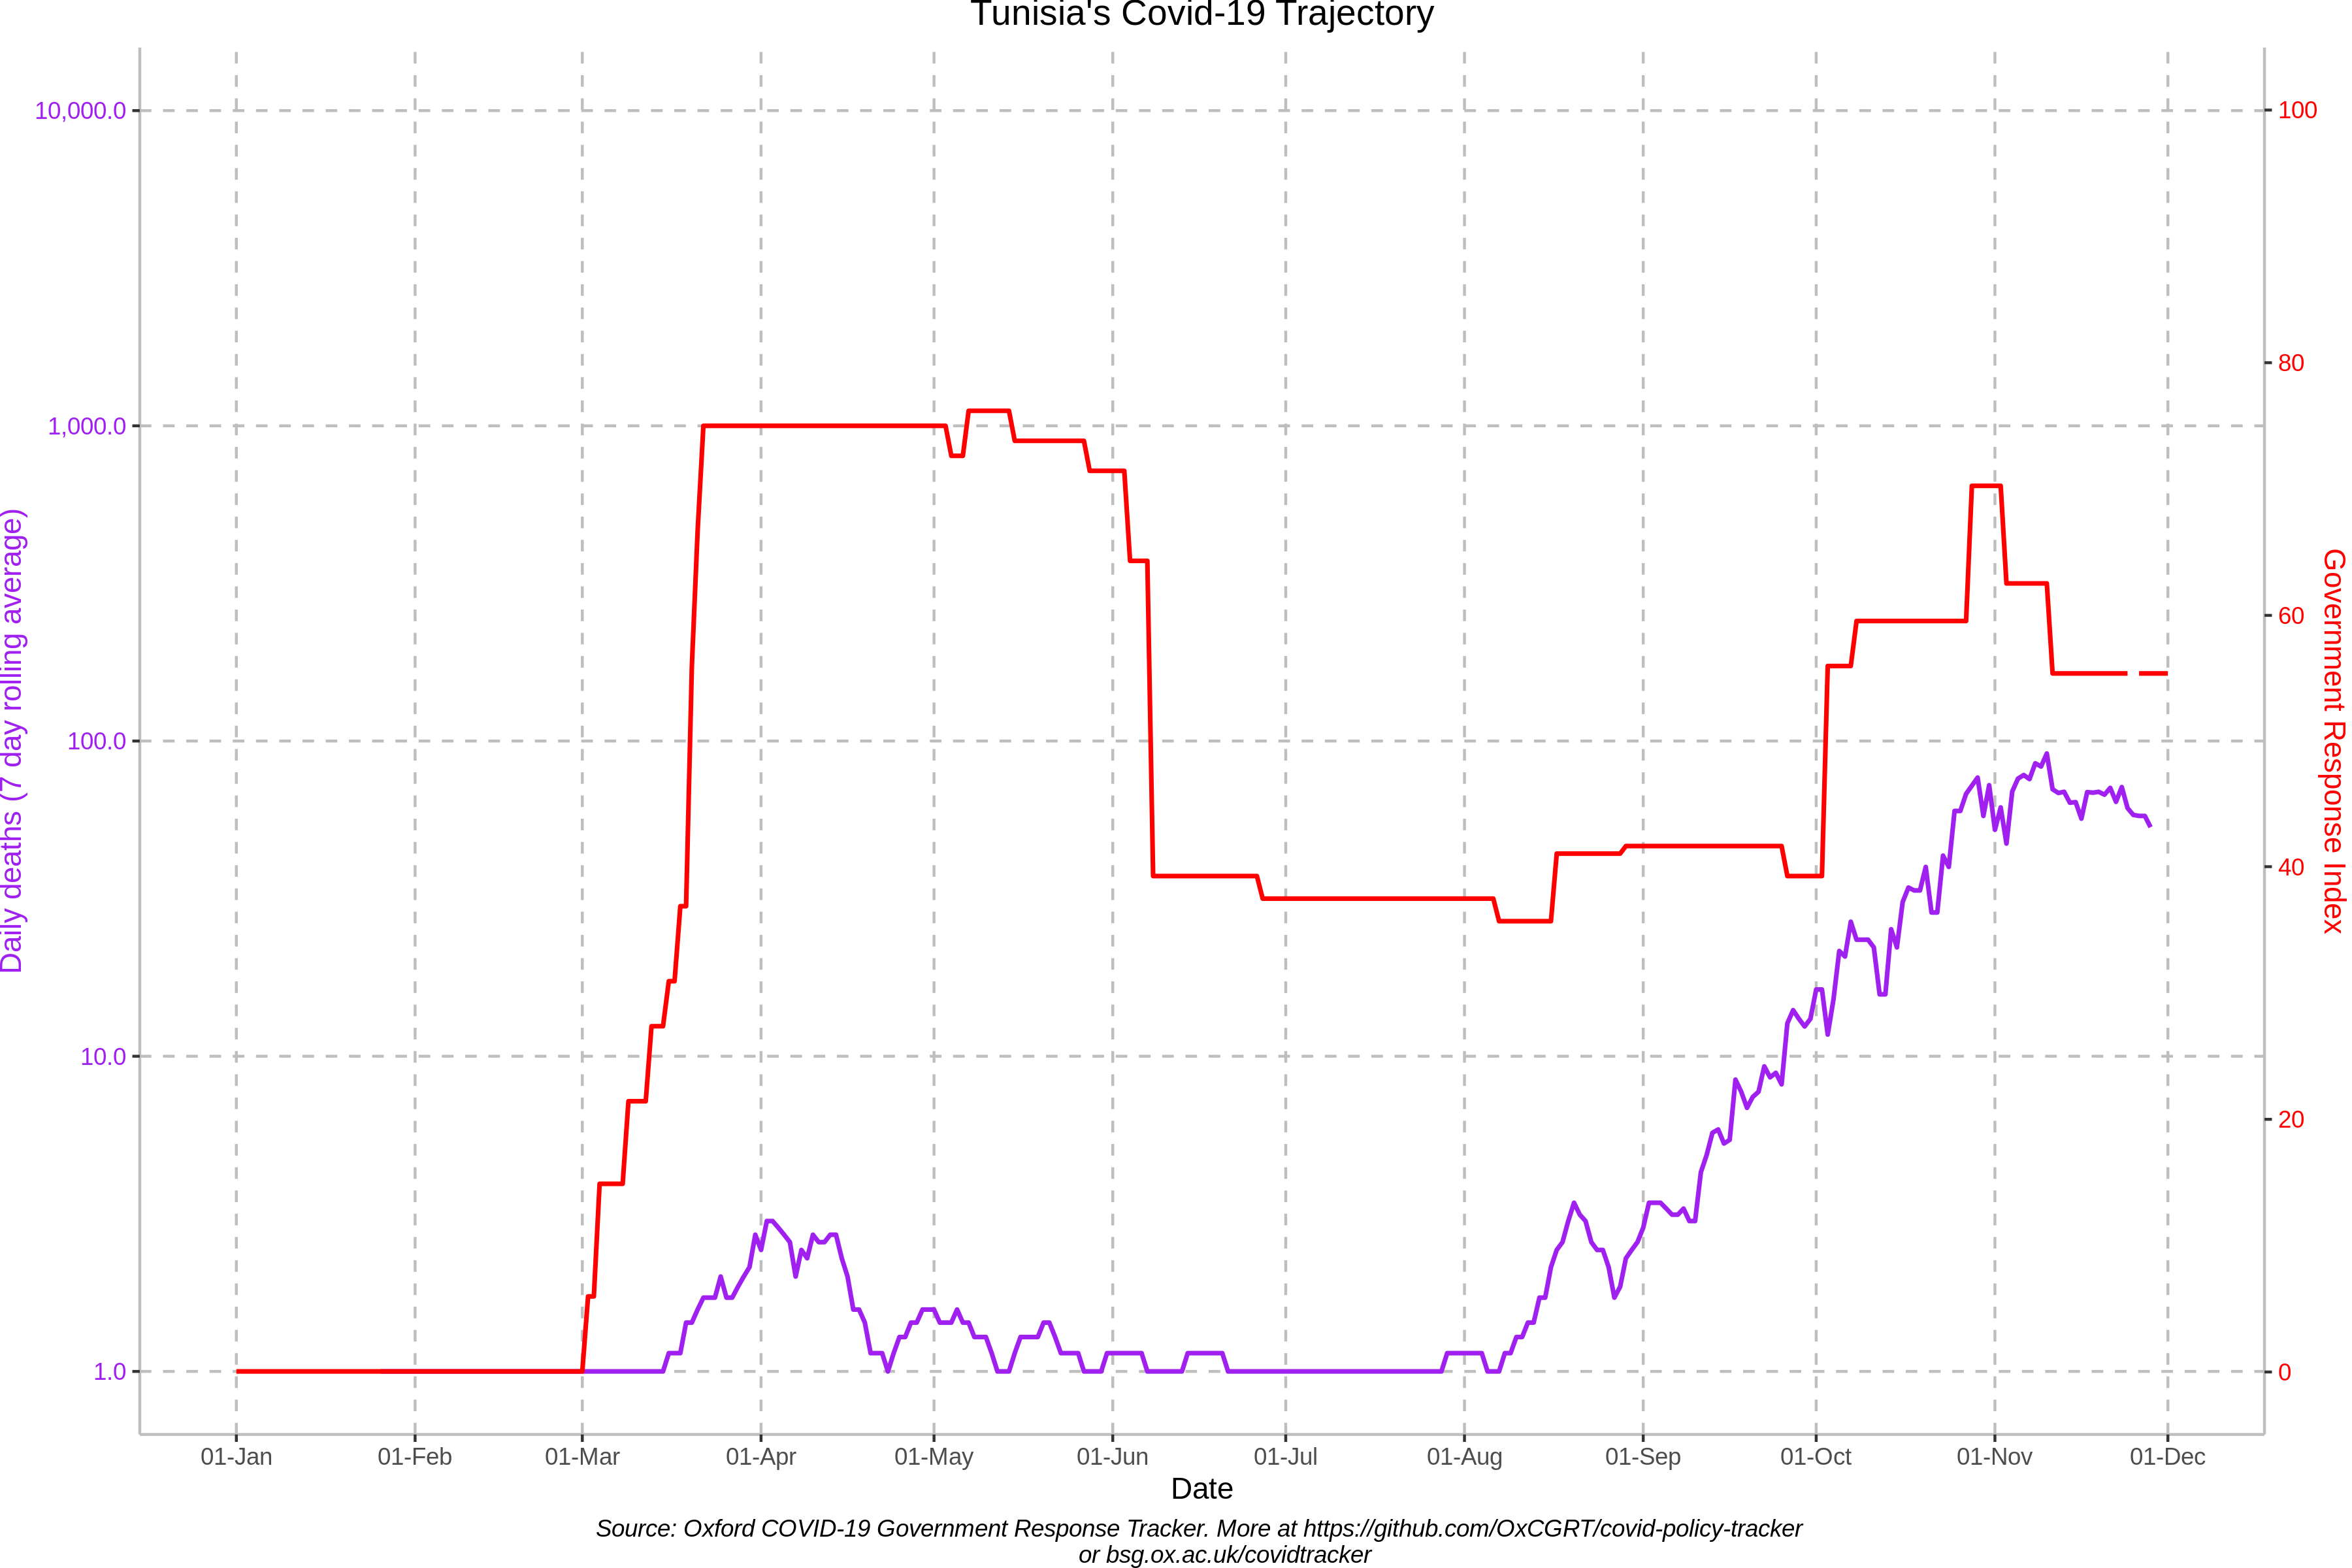 Tunisia's Covid-19 Trajectory
10,000.0
1,000.0
100.0
10.0
1.0
Daily deaths (7 day rolling average)
100
80
60
40
20
0
Government Response Index
01-Jan 01-Feb 01-Mar 01-Apr 01-May 01-Jun 01-Jul 01-Aug 01-Sep 01-Oct 01-Nov 01-Dec
Date
Source: Oxford COVID-19 Government Response Tracker. More at https://github.com/OxCGRT/covid-policy-tracker
or bsg.ox.ac.uk/covidtracker